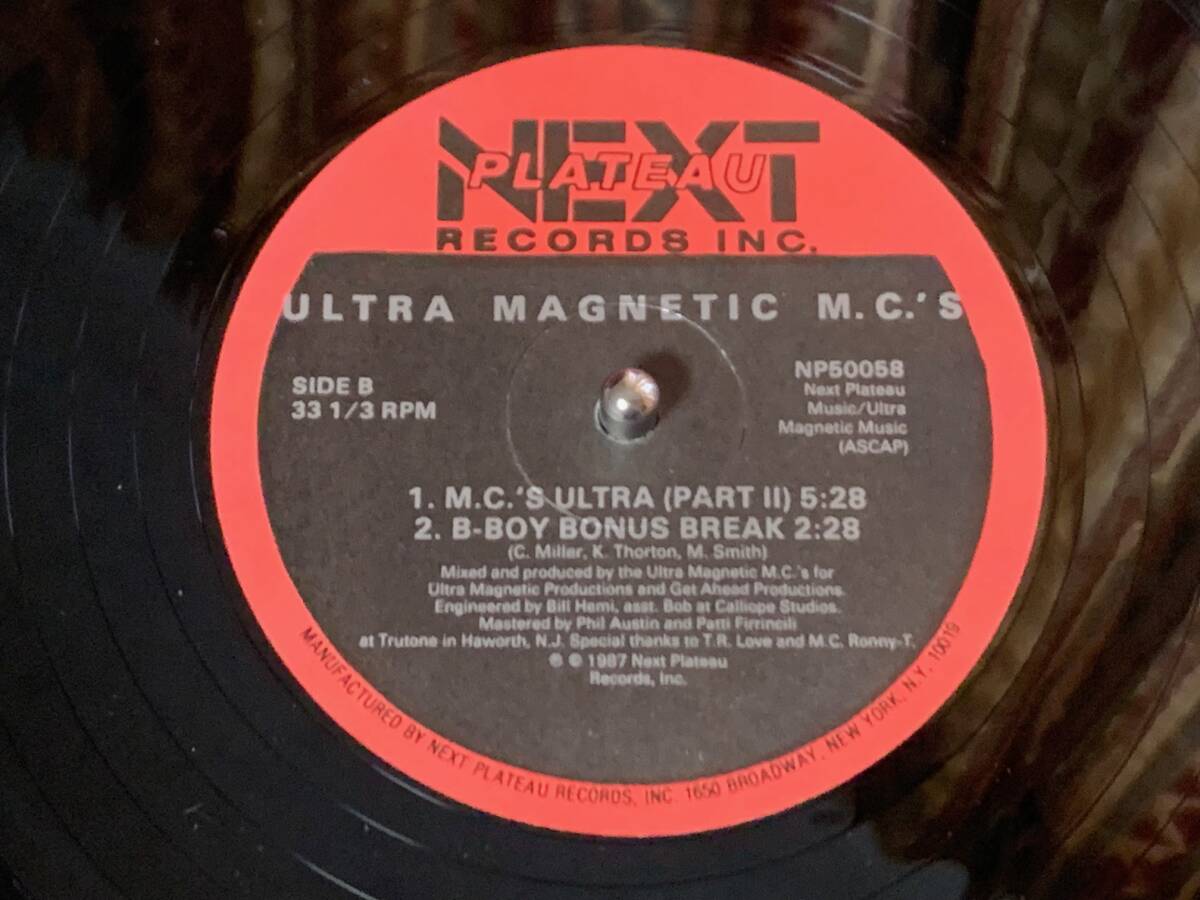 NEXT
PLATEAU
RECORDS INC.
ULTRA MAGNETIC M.C.'S
SIDE B
33 1/3 RPM
NP50058
Next Plateau
Music/Ultra
Magnetic Music
(ASCAP)
1. M.C.'S ULTRA (PART II) 5:28
2. B-BOY BONUS BREAK 2:28
(C. Miller, K. Thorton, M. Smith)
Mixed and produced by the Ultra Magnetic M.C.'s for
Ultra Magnetic Productions and Get Ahead Productions.
Engineered by Bill Hemi, asst. Bob at Calliope Studios.
Mastered by Phil Austin and Patti Firrincili
at Trutone in Haworth, N.J. Special thanks to T.R. Love and M.C. Ronny-T.
℗ © 1987 Next Plateau
Records, Inc.
MANUFACTURED BY NEXT PLATEAU RECORDS, INC. 1650 BROADWAY, NEW YORK, N.Y. 10019